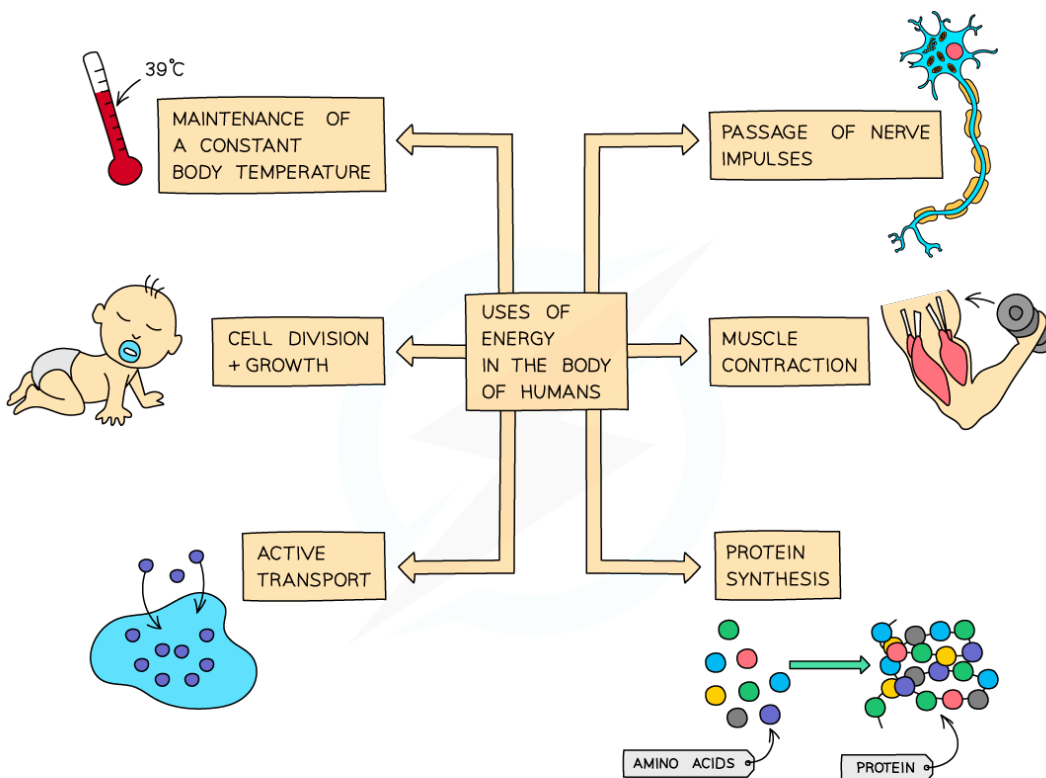 39°C
MAINTENANCE OF
A CONSTANT
BODY TEMPERATURE
PASSAGE OF NERVE
IMPULSES
USES OF
ENERGY
IN THE BODY
OF HUMANS
CELL DIVISION
+ GROWTH
MUSCLE
CONTRACTION
ACTIVE
TRANSPORT
PROTEIN
SYNTHESIS
AMINO ACIDS
PROTEIN